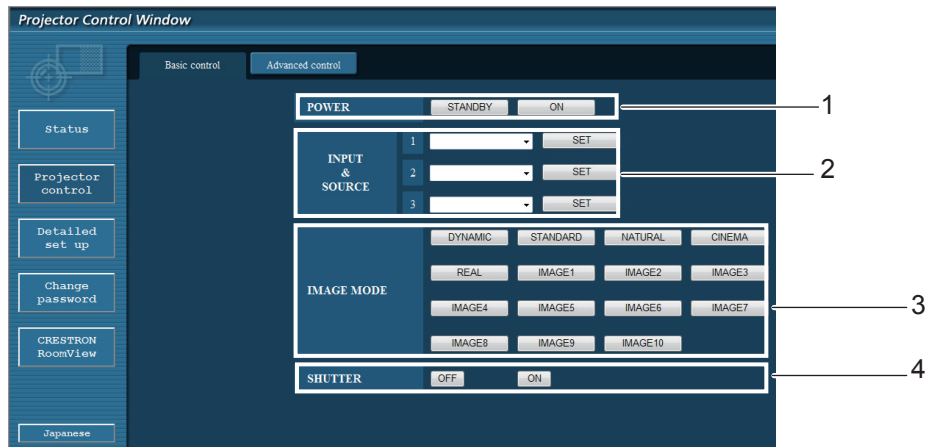 Projector Control Window
Basic control Advanced control
POWER STANDBY ON 1
Status
1 SET
INPUT
& 2 SET 2
SOURCE
3 SET
Projector
control
Detailed
set up
DYNAMIC STANDARD NATURAL CINEMA
REAL IMAGE1 IMAGE2 IMAGE3
IMAGE MODE
IMAGE4 IMAGE5 IMAGE6 IMAGE7 3
IMAGE8 IMAGE9 IMAGE10
Change
password
CRESTRON
RoomView
SHUTTER OFF ON 4
Japanese